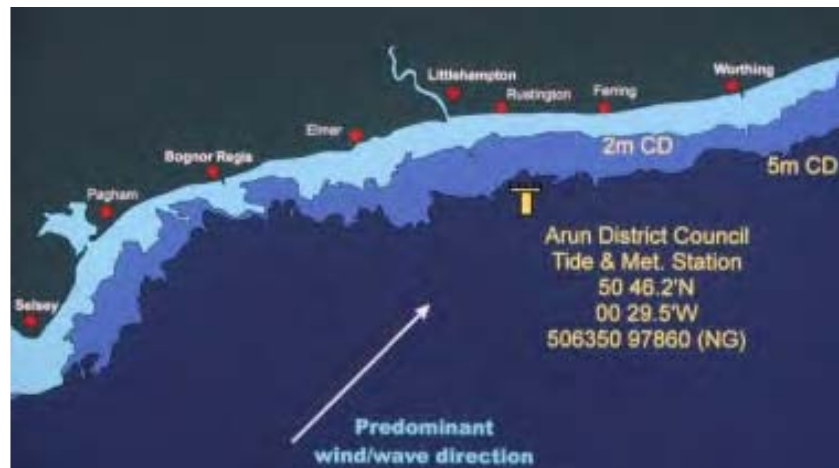 Worthing
Littlehampton
Rustington
Ferring
Elmer
2m CD
Bognor Regis
5m CD
Pagham
Arun District Council
Tide & Met. Station
50 46.2'N
00 29.5'W
506350 97860 (NG)
Selsey
Predominant
wind/wave direction